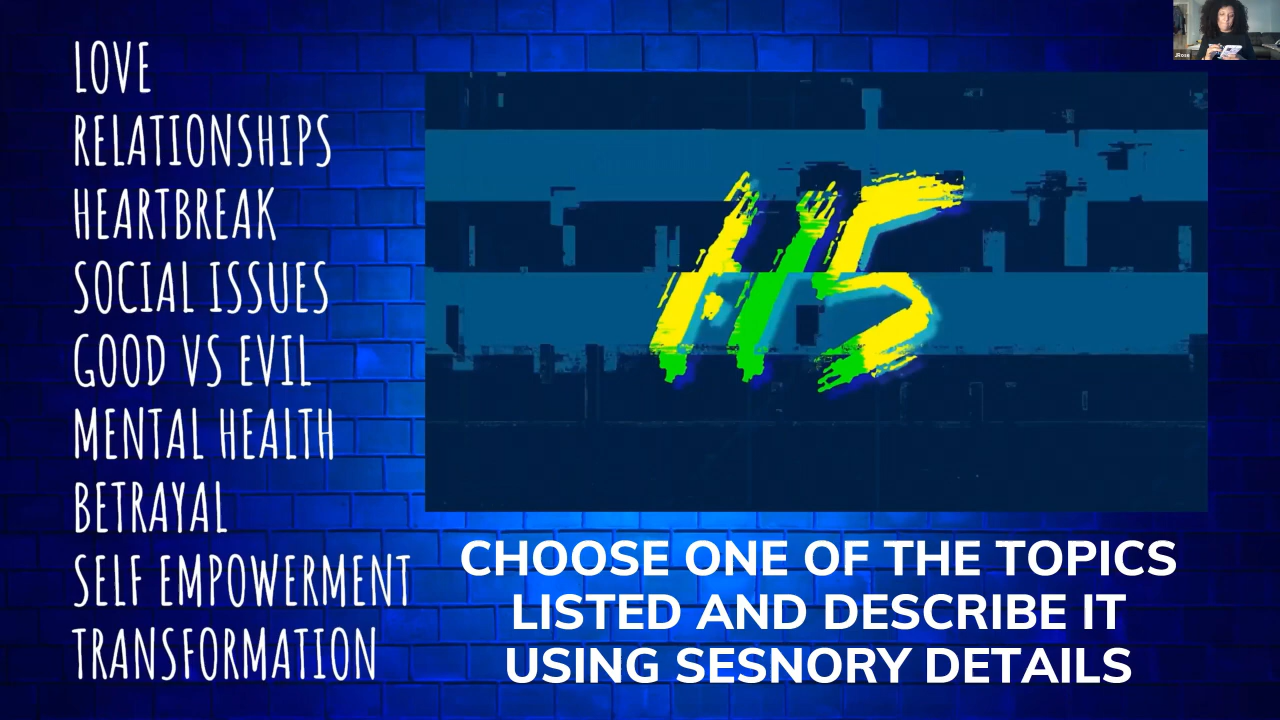 LOVE
RELATIONSHIPS
HEARTBREAK
SOCIAL ISSUES
GOOD VS EVIL
MENTAL HEALTH
BETRAYAL
SELF EMPOWERMENT
TRANSFORMATION
CHOOSE ONE OF THE TOPICS
LISTED AND DESCRIBE IT
USING SESNORY DETAILS